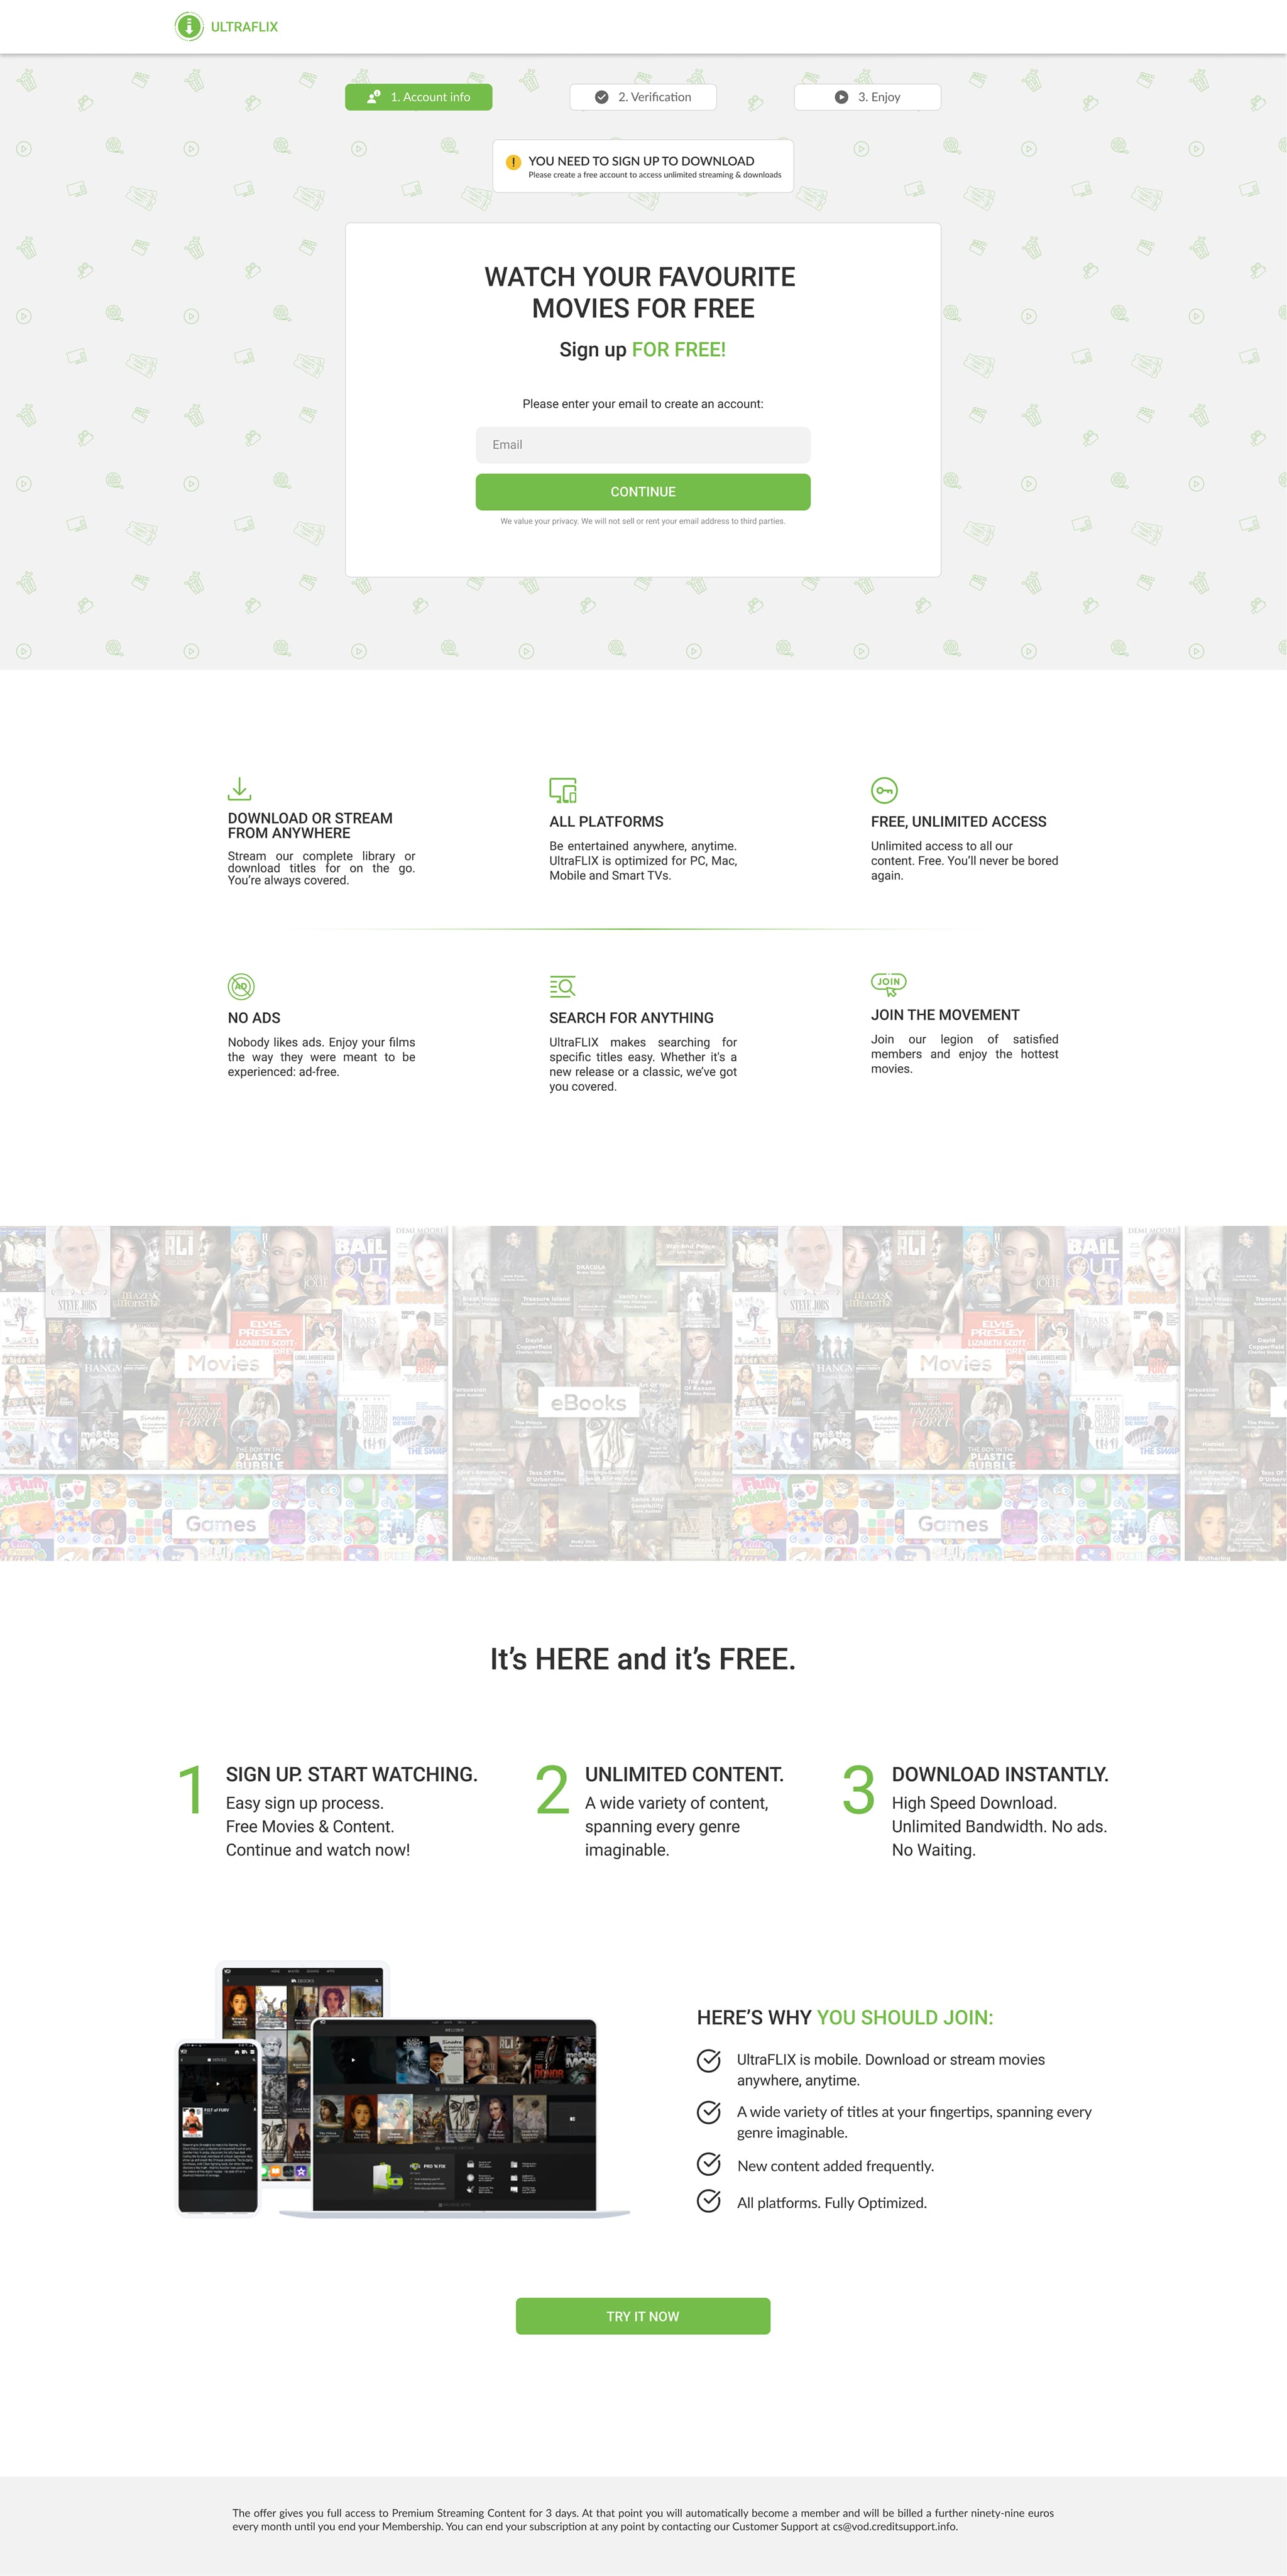 ULTRAFLIX
1. Account info
2. Verification
3. Enjoy
YOU NEED TO SIGN UP TO DOWNLOAD
Please create a free account to access unlimited streaming & downloads
WATCH YOUR FAVOURITE
MOVIES FOR FREE
Sign up FOR FREE!
Please enter your email to create an account:
Email
CONTINUE
We value your privacy. We will not sell or rent your email address to third parties.
DOWNLOAD OR STREAM
FROM ANYWHERE
Stream our complete library or
download titles for on the go.
You're always covered.
ALL PLATFORMS
Be entertained anywhere, anytime.
UltraFLIX is optimized for PC, Mac,
Mobile and Smart TVs.
FREE, UNLIMITED ACCESS
Unlimited access to all our
content. Free. You'll never be bored
again.
AD
NO ADS
Nobody likes ads. Enjoy your films
the way they were meant to be
experienced: ad-free.
SEARCH FOR ANYTHING
UltraFLIX makes searching for
specific titles easy. Whether it's a
new release or a classic, we've got
you covered.
JOIN
JOIN THE MOVEMENT
Join our legion of satisfied
members and enjoy the hottest
movies.
Movies
eBooks
Games
Movies
Games
It's HERE and it's FREE.
1
SIGN UP. START WATCHING.
Easy sign up process.
Free Movies & Content.
Continue and watch now!
2
UNLIMITED CONTENT.
A wide variety of content,
spanning every genre
imaginable.
3
DOWNLOAD INSTANTLY.
High Speed Download.
Unlimited Bandwidth. No ads.
No Waiting.
HERE'S WHY YOU SHOULD JOIN:
UltraFLIX is mobile. Download or stream movies
anywhere, anytime.
A wide variety of titles at your fingertips, spanning every
genre imaginable.
New content added frequently.
All platforms. Fully Optimized.
TRY IT NOW
The offer gives you full access to Premium Streaming Content for 3 days. At that point you will automatically become a member and will be billed a further ninety-nine euros
every month until you end your Membership. You can end your subscription at any point by contacting our Customer Support at cs@vod.creditsupport.info.